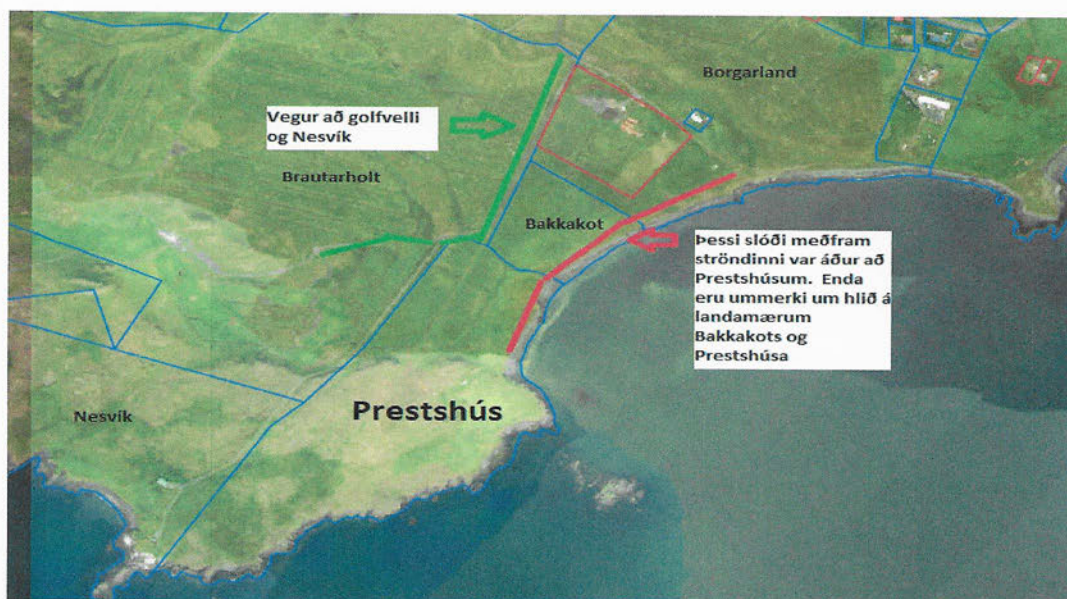 Borgarland
Vegur að golfvelli
og Nesvík
Brautarholt
Bakkakot
Þessi slóði meðfram
ströndinni var áður að
Prestshúsum. Enda
eru ummerki um hlið á
landamærum
Bakkakots og
Prestshúsa
Nesvík
Prestshús